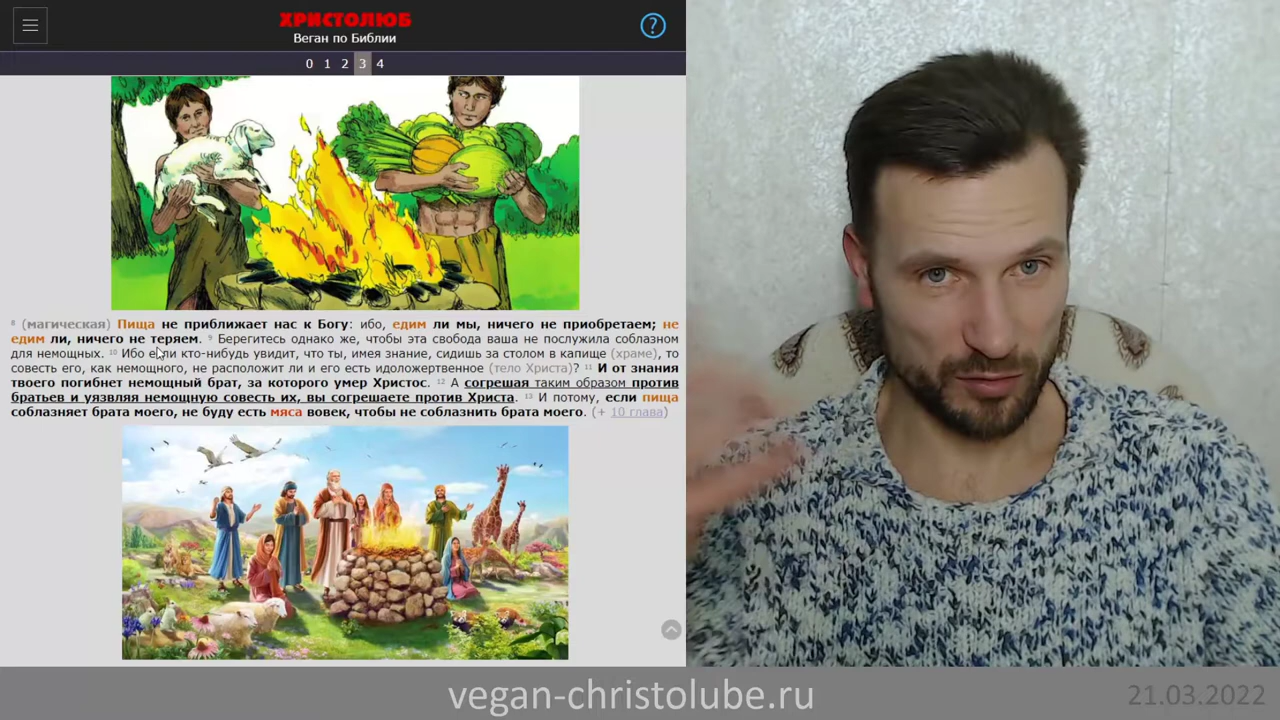 ХРИСТОЛЮБ
Веган по Библии
?
0 1 2 3 4
8 (магическая) Пища не приближает нас к Богу: ибо, едим ли мы, ничего не приобретаем; не
едим ли, ничего не теряем. 9 Берегитесь однако же, чтобы эта свобода ваша не послужила соблазном
для немощных. 10 Ибо если кто-нибудь увидит, что ты, имея знание, сидишь за столом в капище (храме), то
совесть его, как немощного, не расположит ли и его есть идоложертвенное (тело Христа)? 11 И от знания
твоего погибнет немощный брат, за которого умер Христос. 12 А согрешая таким образом против
братьев и уязвляя немощную совесть их, вы согрешаете против Христа. 13 И потому, если пища
соблазняет брата моего, не буду есть мяса вовек, чтобы не соблазнить брата моего. (+ 10 глава)
vegan-christolube.ru
21.03.2022